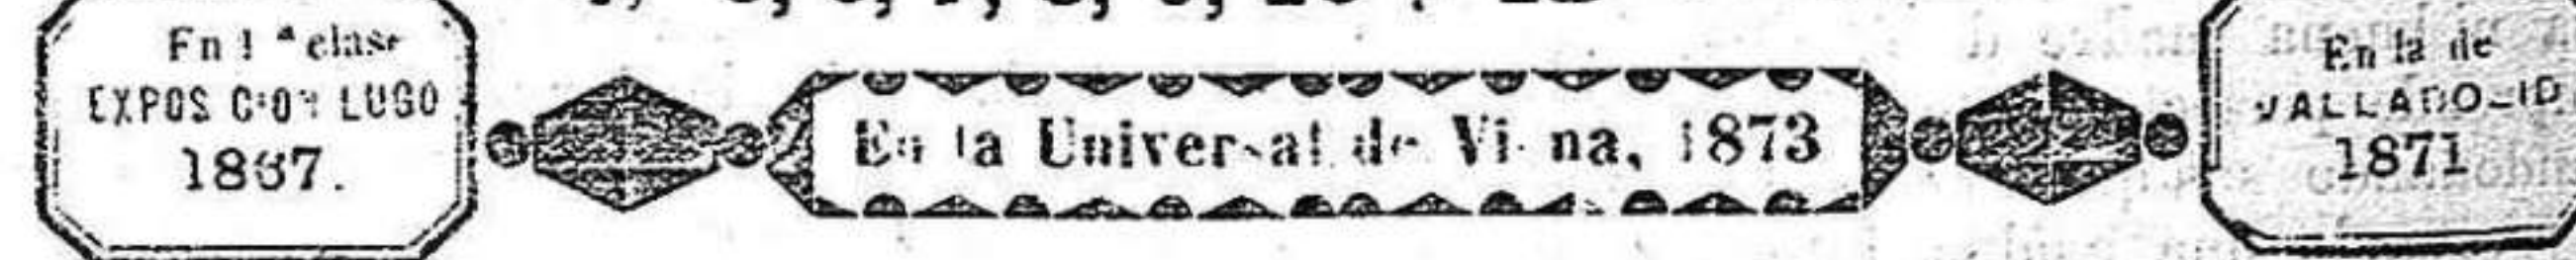 En 1.ª clase
EXPOSICION LUGO
1867.
En la Universal de Viena, 1873
En la de
VALLADOLID
1871